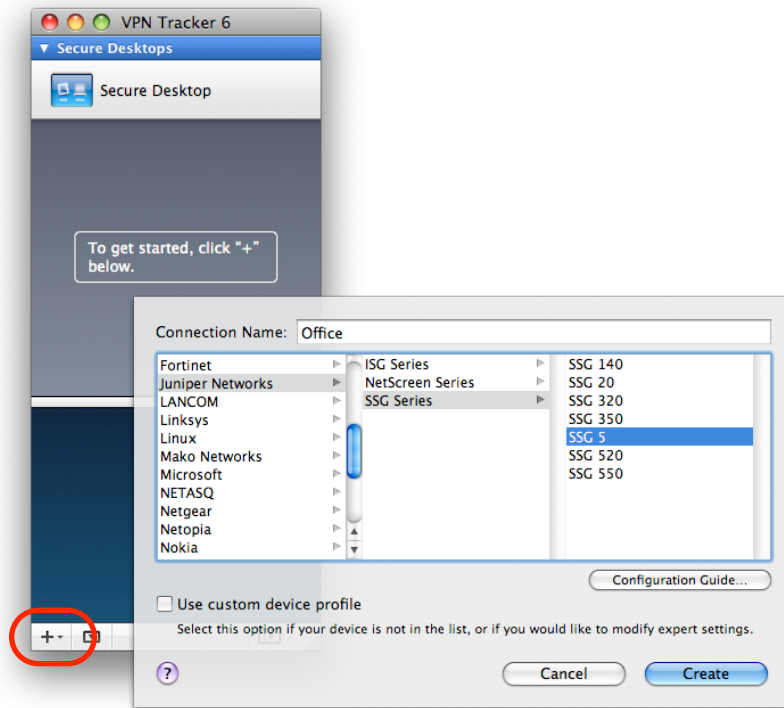 VPN Tracker 6
Secure Desktops
Secure Desktop
To get started, click “+”
below.
Connection Name: Office
Fortinet
Juniper Networks
LANCOM
Linksys
Linux
Mako Networks
Microsoft
NETASQ
Netgear
Netopia
Nokia
ISG Series
NetScreen Series
SSG Series
SSG 140
SSG 20
SSG 320
SSG 350
SSG 5
SSG 520
SSG 550
Configuration Guide...
Use custom device profile
Select this option if your device is not in the list, or if you would like to modify expert settings.
+
?
Cancel
Create